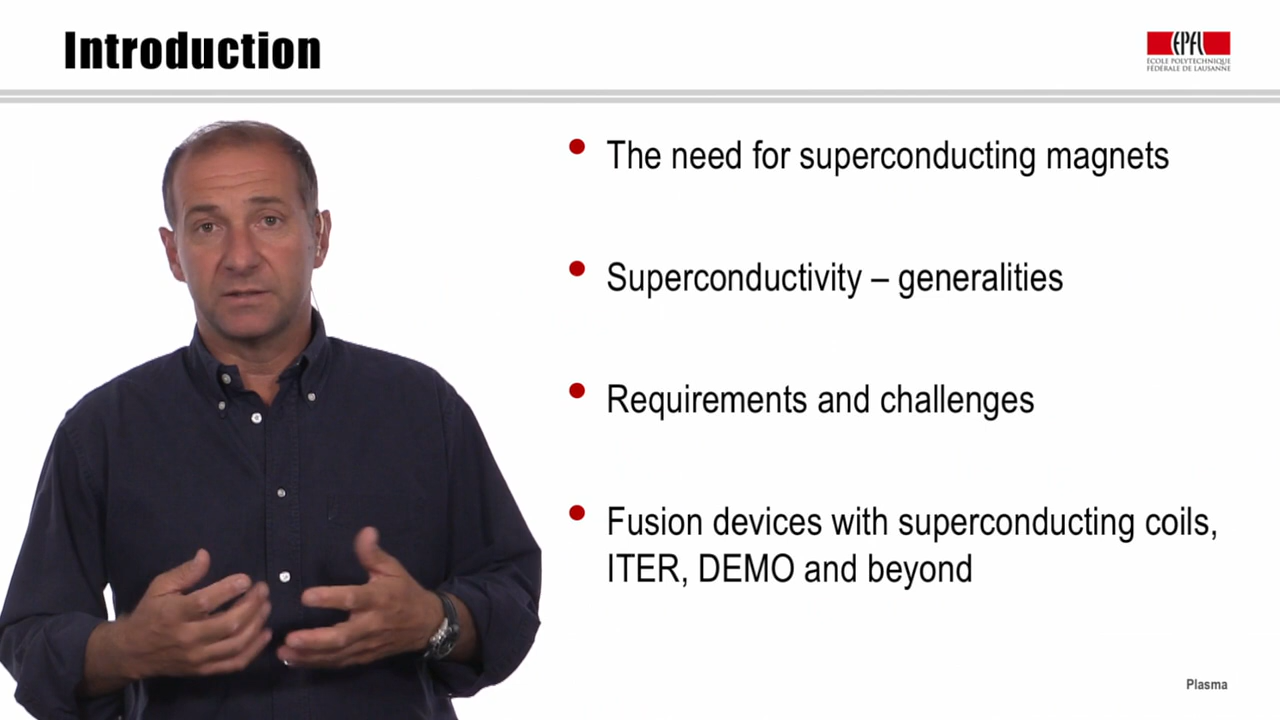 Introduction
EPFL
ÉCOLE POLYTECHNIQUE
FÉDÉRALE DE LAUSANNE
• The need for superconducting magnets
• Superconductivity – generalities
• Requirements and challenges
• Fusion devices with superconducting coils,
ITER, DEMO and beyond
Plasma